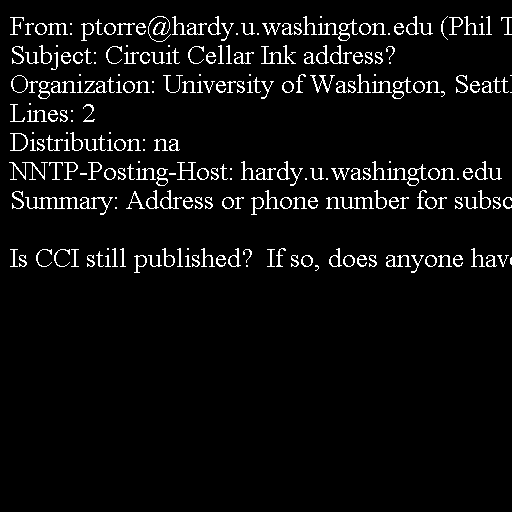 From: ptorre@hardy.u.washington.edu (Phil T
Subject: Circuit Cellar Ink address?
Organization: University of Washington, Seatt
Lines: 2
Distribution: na
NNTP-Posting-Host: hardy.u.washington.edu
Summary: Address or phone number for subsc
Is CCI still published?  If so, does anyone have